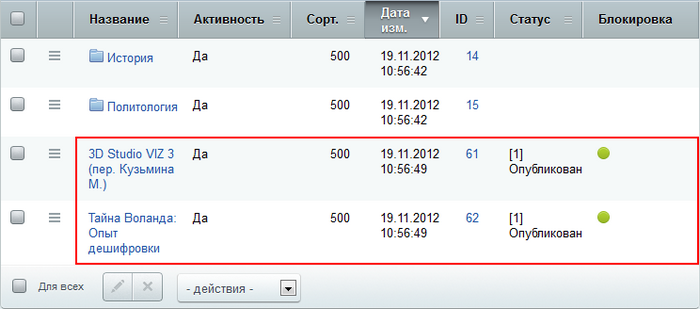 Название Активность Сорт. Дата изм. ID Статус Блокировка
История Да 500 19.11.2012 10:56:42 14
Политология Да 500 19.11.2012 10:56:42 15
3D Studio VIZ 3 (пер. Кузьмина М.) Да 500 19.11.2012 10:56:49 61 [1] Опубликован
Тайна Воланда: Опыт дешифровки Да 500 19.11.2012 10:56:49 62 [1] Опубликован
Для всех - действия -